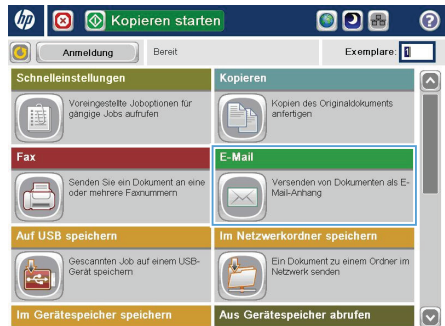 hp Kopieren starten ?
Anmeldung Bereit Exemplare: 1
Schnelleinstellungen
Voreingestellte Joboptionen für
gängige Jobs aufrufen
Kopieren
Kopien des Originaldokuments
anfertigen
Fax
Senden Sie ein Dokument an eine
oder mehrere Faxnummern
E-Mail
Versenden von Dokumenten als E-
Mail-Anhang
Auf USB speichern
Gescannten Job auf einem USB-
Gerät speichern
Im Netzwerkordner speichern
Ein Dokument zu einem Ordner im
Netzwerk senden
Im Gerätespeicher speichern
Aus Gerätespeicher abrufen